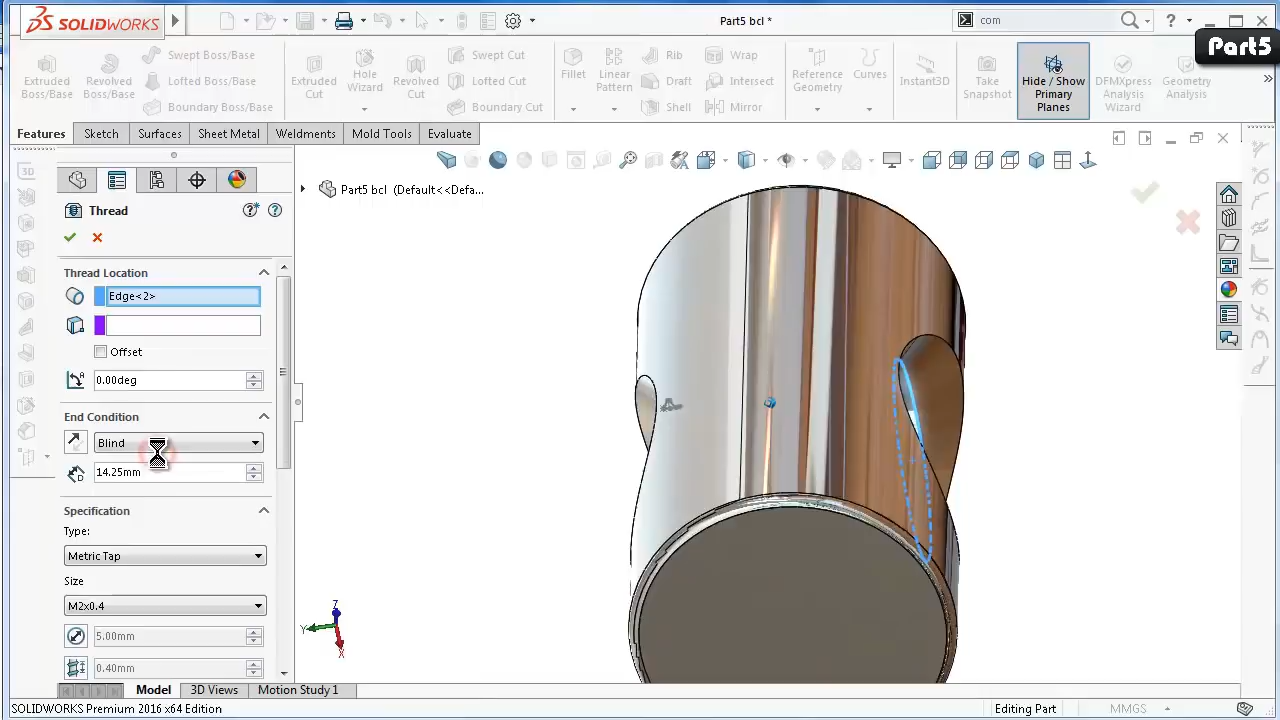 SOLIDWORKS
Part5 bcl *
com
Part5
Extruded Boss/Base
Revolved Boss/Base
Swept Boss/Base
Lofted Boss/Base
Boundary Boss/Base
Extruded Cut
Hole Wizard
Revolved Cut
Swept Cut
Lofted Cut
Boundary Cut
Fillet
Linear Pattern
Rib
Draft
Shell
Wrap
Intersect
Mirror
Reference Geometry
Curves
Instant3D
Take Snapshot
Hide / Show Primary Planes
DFMXpress Analysis Wizard
Geometry Analysis
Features
Sketch
Surfaces
Sheet Metal
Weldments
Mold Tools
Evaluate
Part5 bcl (Default<<Defa...
Thread
Thread Location
Edge<2>
Offset
0.00deg
End Condition
Blind
14.25mm
Specification
Type:
Metric Tap
Size
M2x0.4
5.00mm
0.40mm
Z
Y
X
Model
3D Views
Motion Study 1
SOLIDWORKS Premium 2016 x64 Edition
Editing Part
MMGS